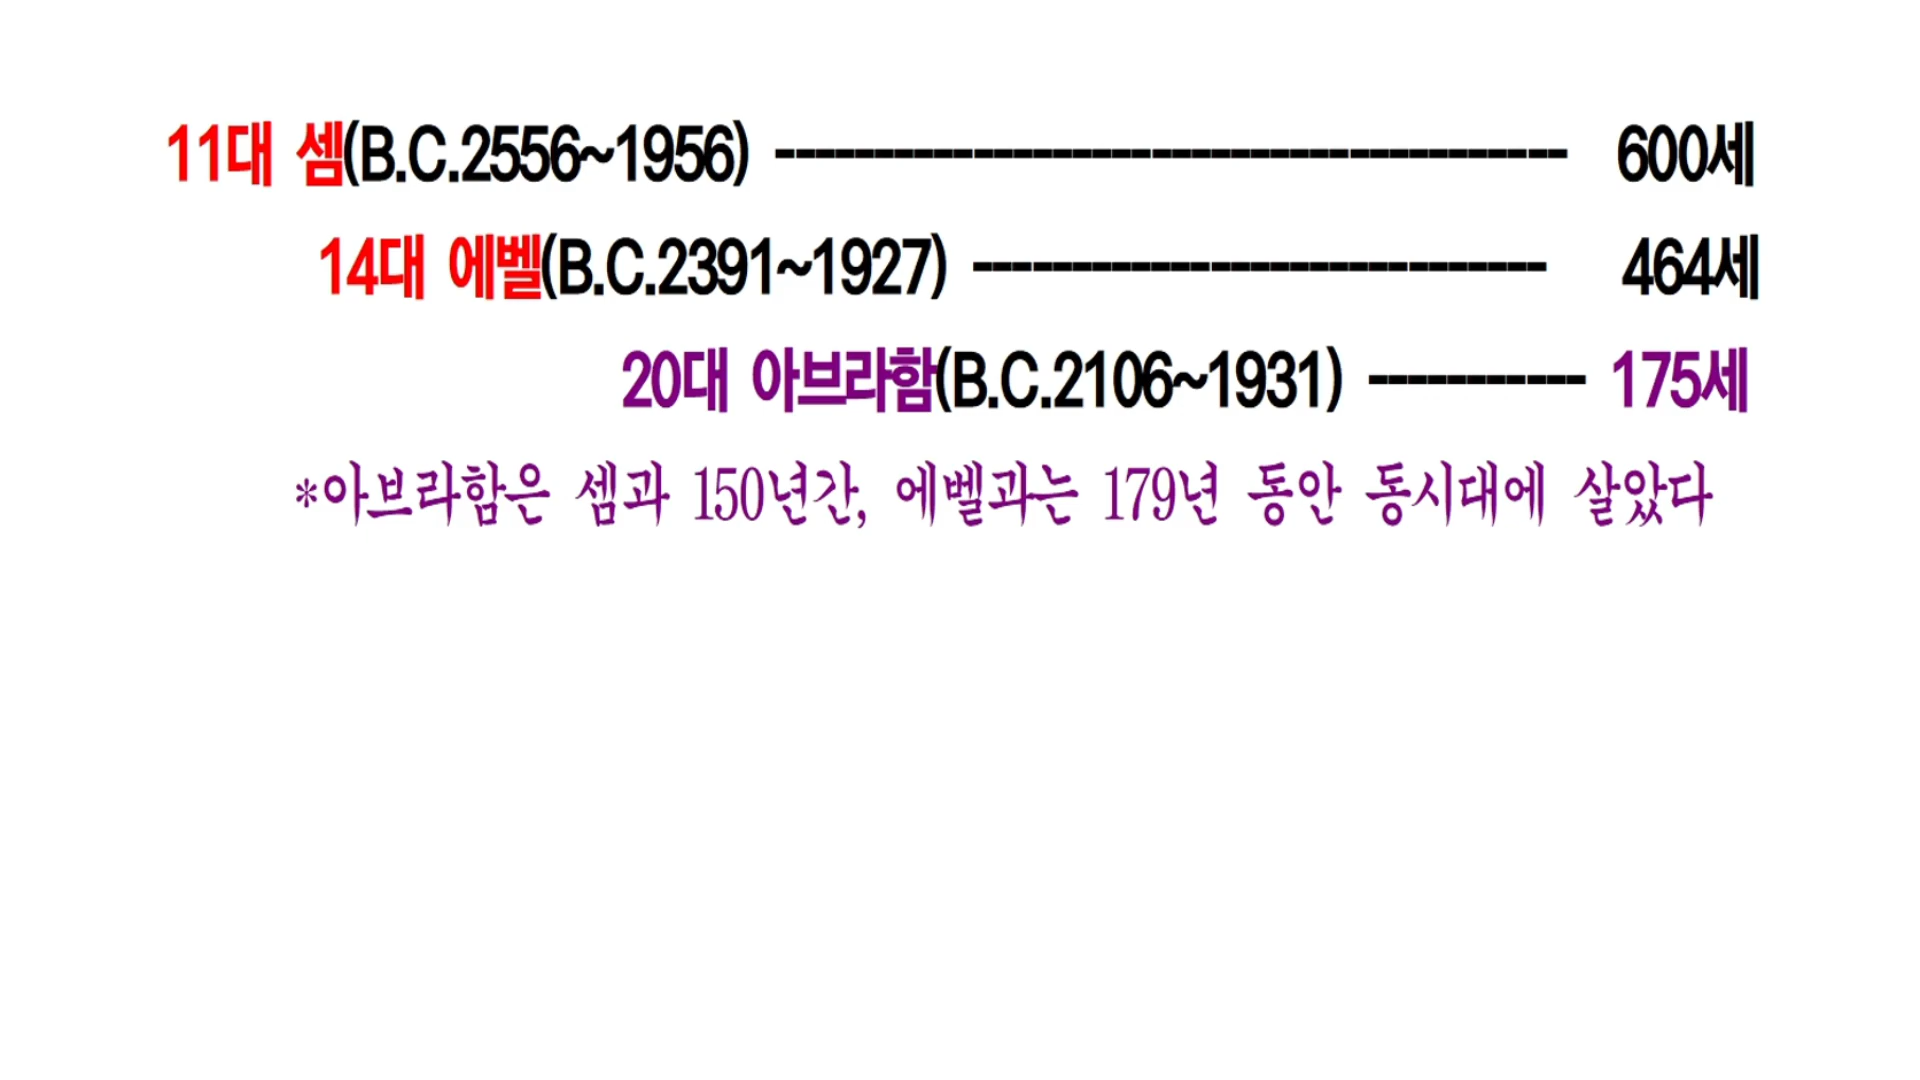 11대 셈(B.C.2556~1956) ---------------------------------------- 600세
14대 에벨(B.C.2391~1927) ----------------------------- 464세
20대 아브라함(B.C.2106~1931) ----------- 175세
*아브라함은 셈과 150년간, 에벨과는 179년 동안 동시대에 살았다